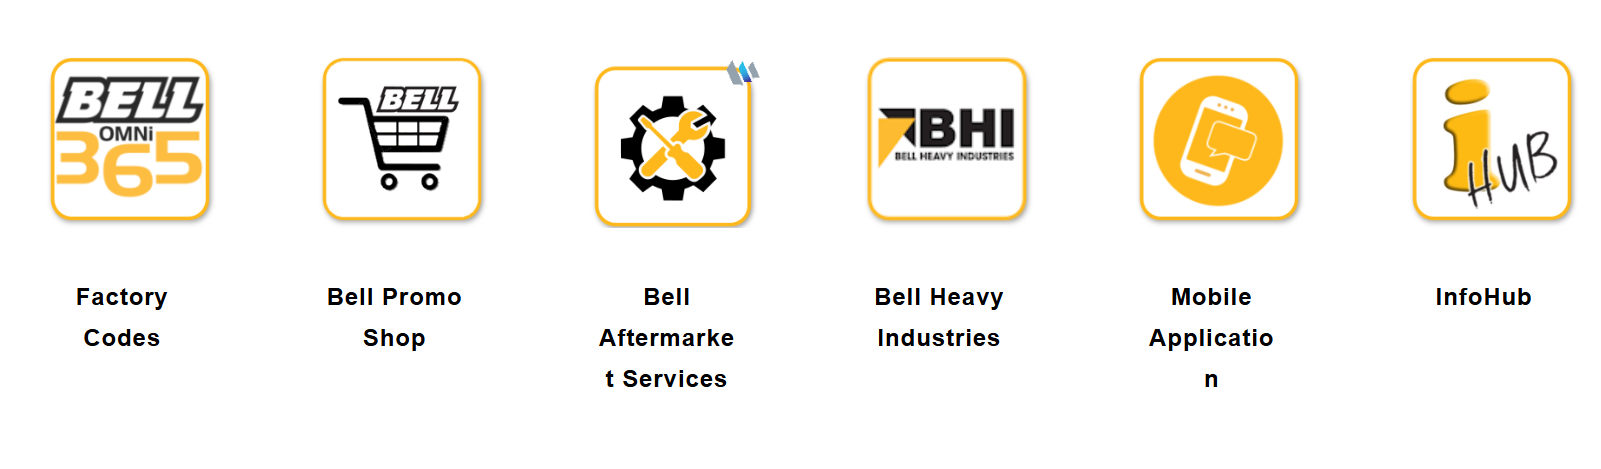 BELL
OMNi
365
BELL
BHI
BELL HEAVY INDUSTRIES
i
HUB
Factory
Codes
Bell Promo
Shop
Bell
Aftermarke
t Services
Bell Heavy
Industries
Mobile
Applicatio
n
InfoHub